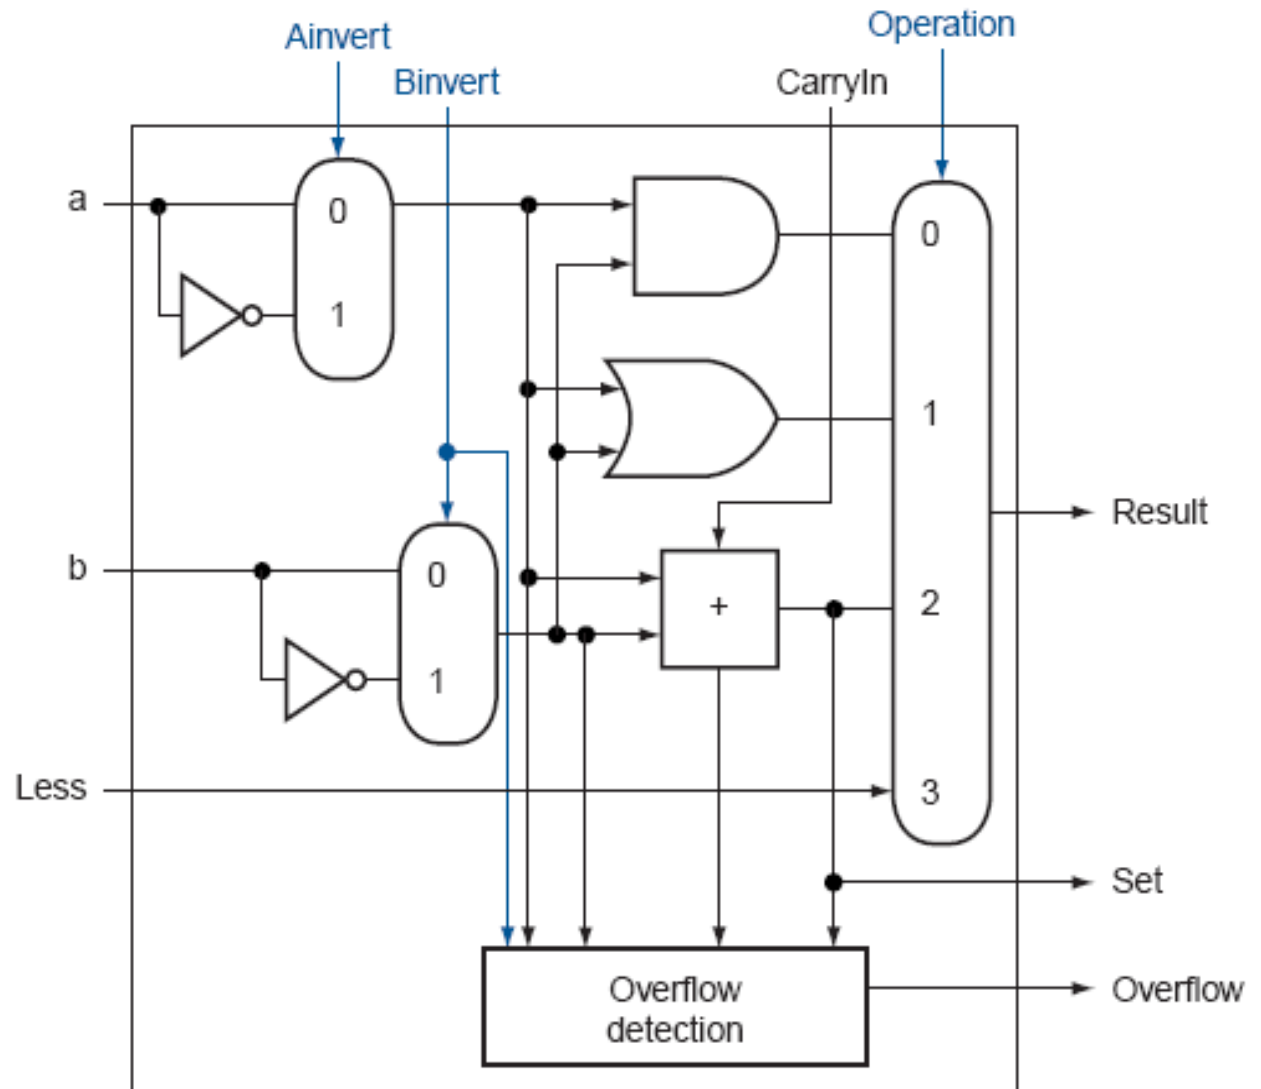 Operation
Ainvert
Binvert
CarryIn
a
0
0
1
1
Result
b
0
+
2
1
Less
3
Set
Overflow
detection
Overflow